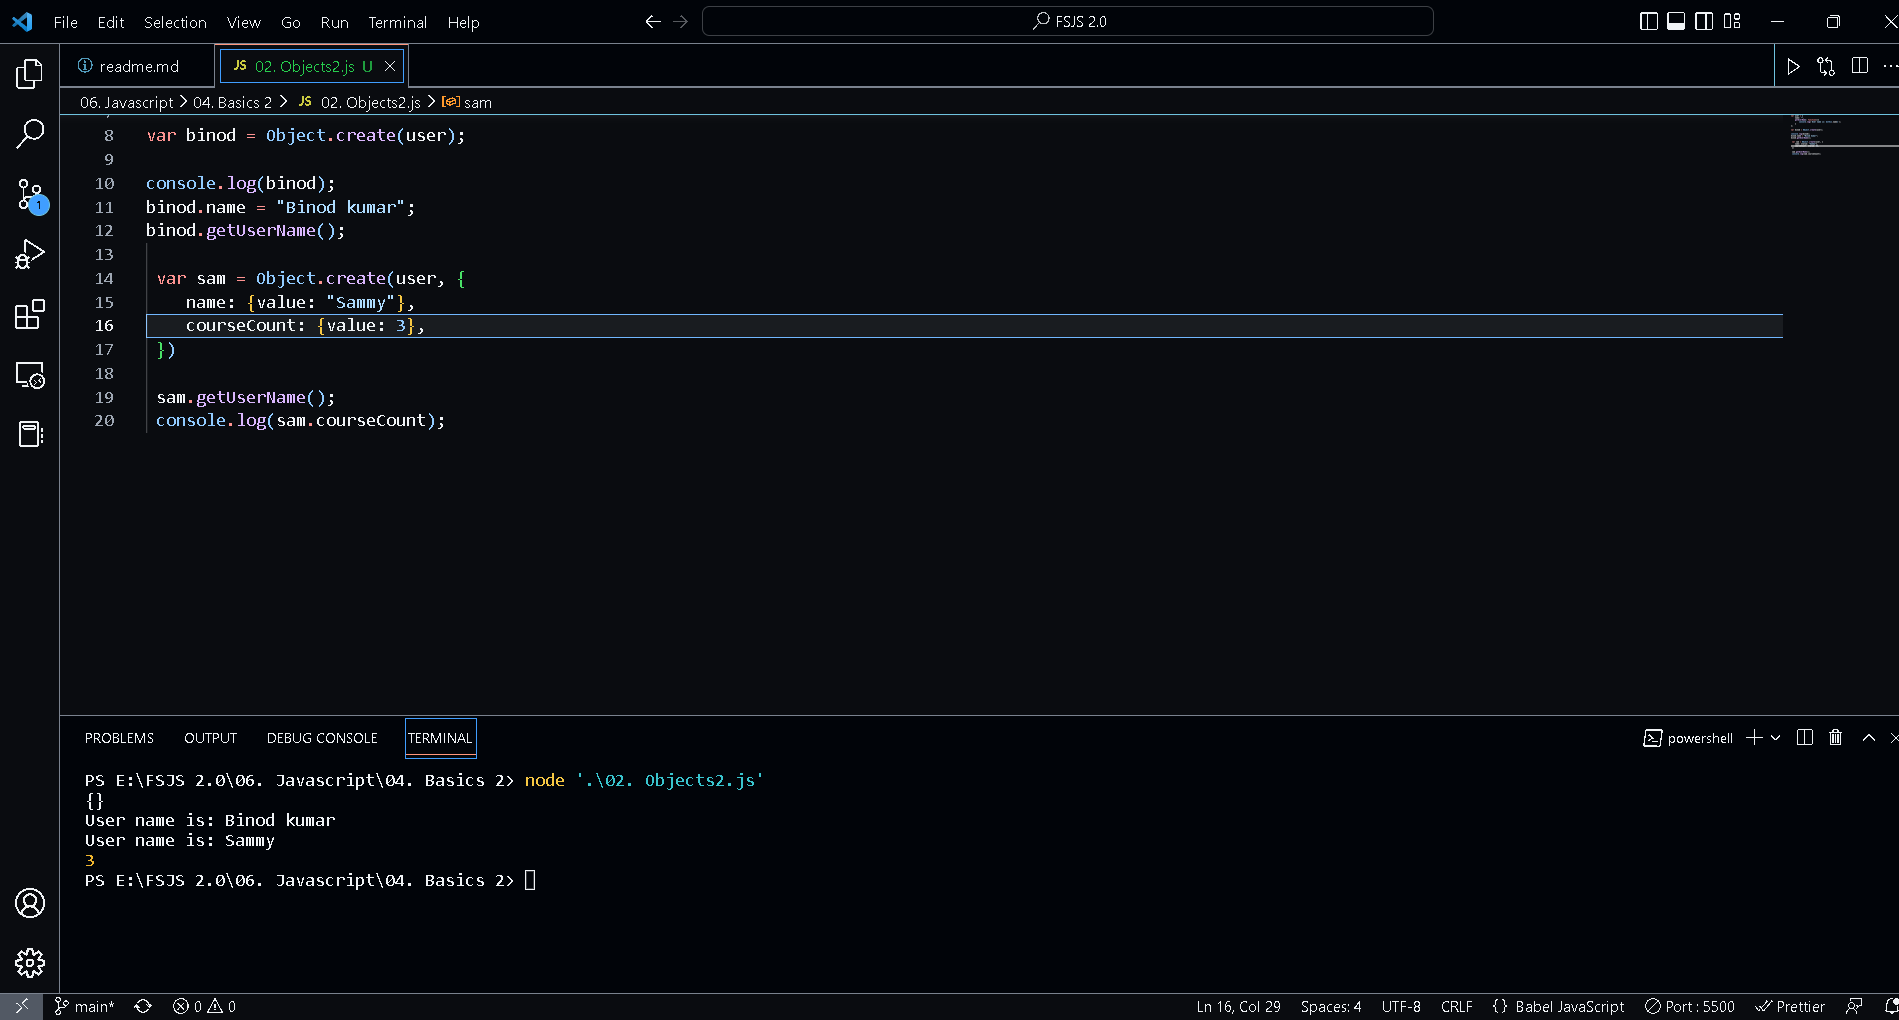 File Edit Selection View Go Run Terminal Help
FSJS 2.0
readme.md
JS 02. Objects2.js U
06. Javascript > 04. Basics 2 > JS 02. Objects2.js > sam
8 var binod = Object.create(user);
9
10 console.log(binod);
11 binod.name = "Binod kumar";
12 binod.getUserName();
13
14 var sam = Object.create(user, {
15 name: {value: "Sammy"},
16 courseCount: {value: 3},
17 })
18
19 sam.getUserName();
20 console.log(sam.courseCount);
1
PROBLEMS OUTPUT DEBUG CONSOLE TERMINAL
powershell
PS E:\FSJS 2.0\06. Javascript\04. Basics 2> node '.\02. Objects2.js'
{}
User name is: Binod kumar
User name is: Sammy
3
PS E:\FSJS 2.0\06. Javascript\04. Basics 2>
main* 0 0 Ln 16, Col 29 Spaces: 4 UTF-8 CRLF {} Babel JavaScript Port : 5500 Prettier